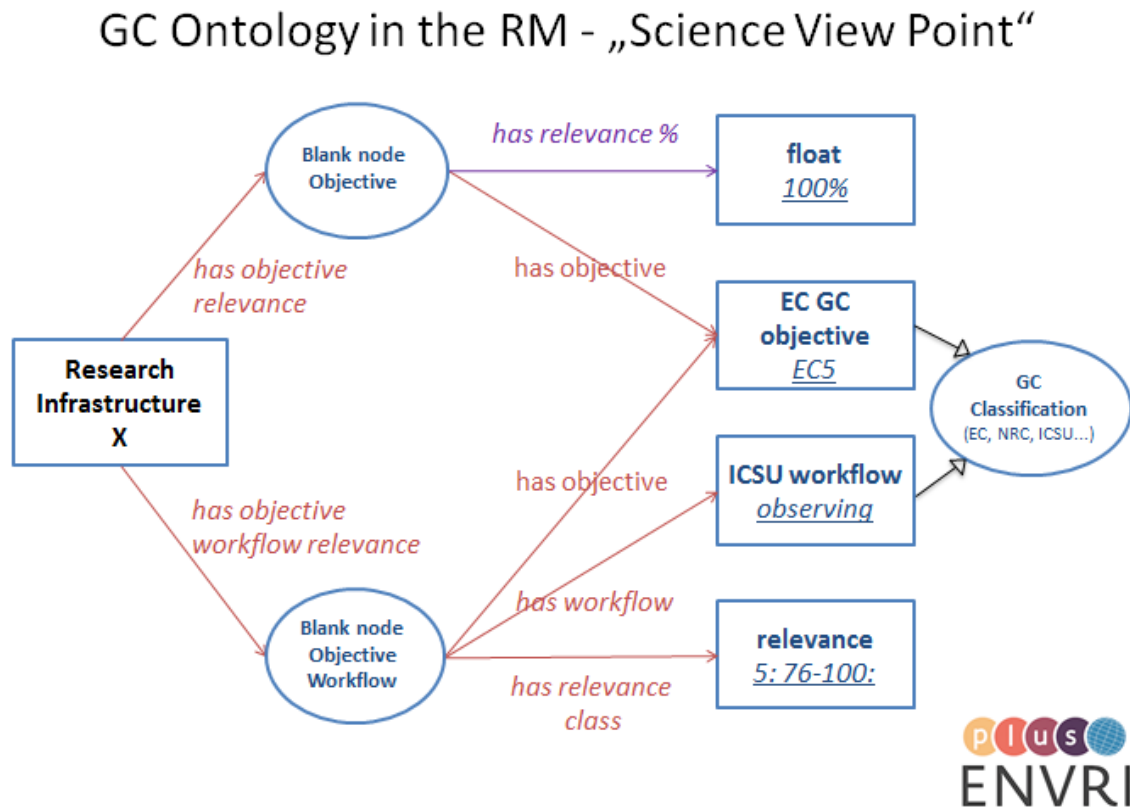 GC Ontology in the RM - „Science View Point“
Blank node
Objective
has relevance %
float
100%
has objective
relevance
has objective
EC GC
objective
EC5
Research
Infrastructure
X
GC
Classification
(EC, NRC, ICSU...)
has objective
ICSU workflow
observing
has objective
workflow relevance
has workflow
Blank node
Objective
Workflow
relevance
5: 76-100:
has relevance
class
plus
ENVRI